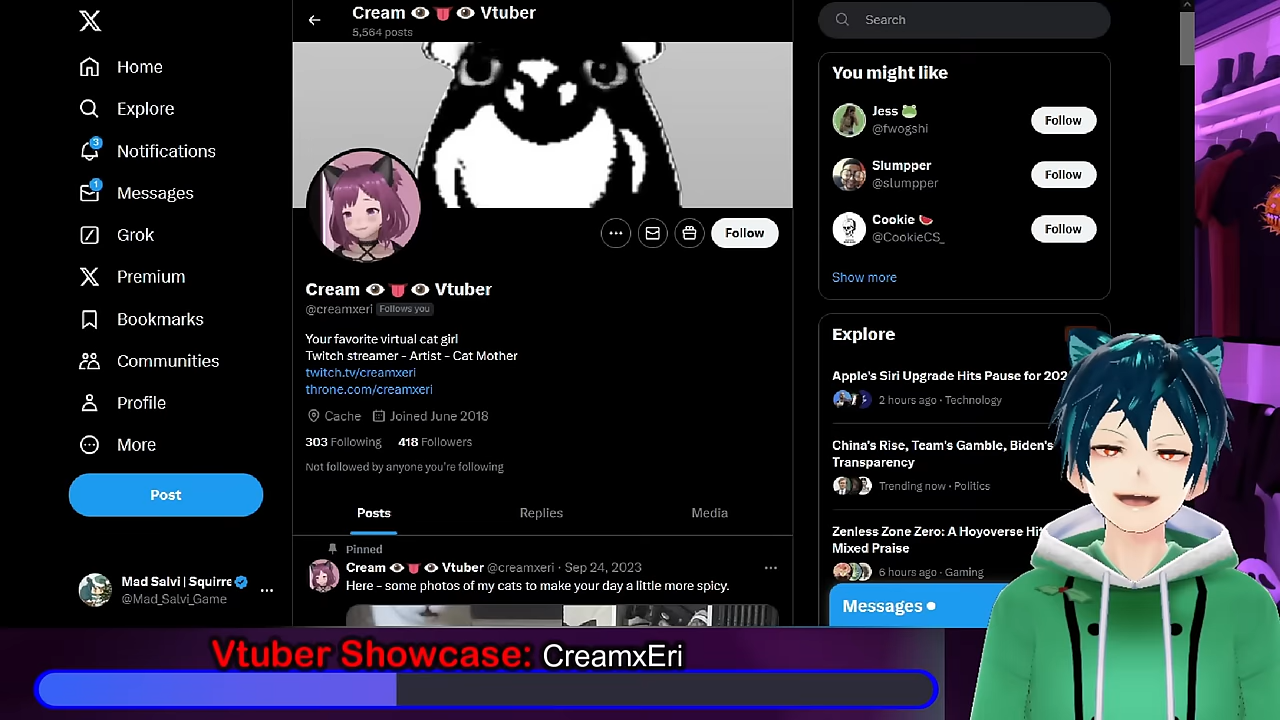 Home
Explore
3
Notifications
1
Messages
Grok
Premium
Bookmarks
Communities
Profile
More
Post
Mad Salvi | Squirre
@Mad_Salvi_Game
Cream 👁️👅👁️ Vtuber
5,564 posts
Follow
Cream 👁️👅👁️ Vtuber
@creamxeri Follows you
Your favorite virtual cat girl
Twitch streamer - Artist - Cat Mother
twitch.tv/creamxeri
throne.com/creamxeri
Cache Joined June 2018
303 Following 418 Followers
Not followed by anyone you're following
Posts Replies Media
Pinned
Cream 👁️👅👁️ Vtuber @creamxeri · Sep 24, 2023
Here - some photos of my cats to make your day a little more spicy.
Search
You might like
Jess 🐸
@fwogshi
Follow
Slumpper
@slumpper
Follow
Cookie 🍉
@CookieCS_
Follow
Show more
Explore
Apple's Siri Upgrade Hits Pause for 202
2 hours ago · Technology
China's Rise, Team's Gamble, Biden's
Transparency
Trending now · Politics
Zenless Zone Zero: A Hoyoverse Hit
Mixed Praise
6 hours ago · Gaming
Messages
Vtuber Showcase: CreamxEri